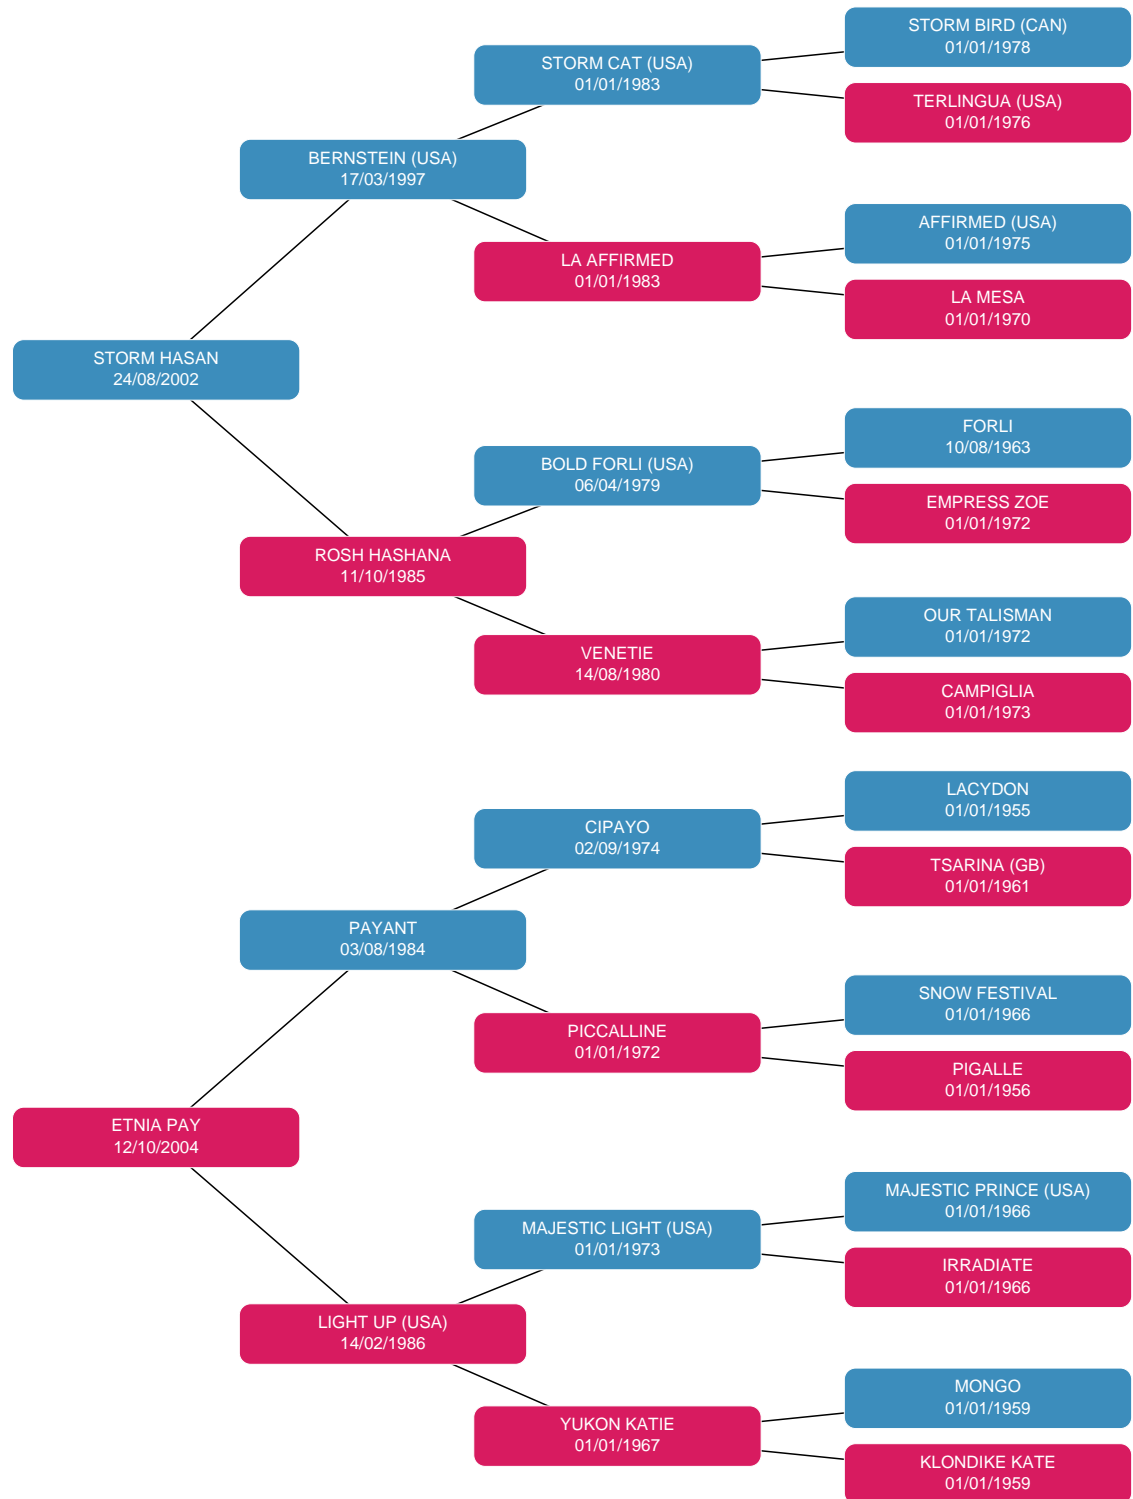 STORM BIRD (CAN)
01/01/1978
STORM CAT (USA)
01/01/1983
TERLINGUA (USA)
01/01/1976
BERNSTEIN (USA)
17/03/1997
AFFIRMED (USA)
01/01/1975
LA AFFIRMED
01/01/1983
LA MESA
01/01/1970
STORM HASAN
24/08/2002
FORLI
10/08/1963
BOLD FORLI (USA)
06/04/1979
EMPRESS ZOE
01/01/1972
ROSH HASHANA
11/10/1985
OUR TALISMAN
01/01/1972
VENETIE
14/08/1980
CAMPIGLIA
01/01/1973
LACYDON
01/01/1955
CIPAYO
02/09/1974
TSARINA (GB)
01/01/1961
PAYANT
03/08/1984
SNOW FESTIVAL
01/01/1966
PICCALLINE
01/01/1972
PIGALLE
01/01/1956
ETNIA PAY
12/10/2004
MAJESTIC PRINCE (USA)
01/01/1966
MAJESTIC LIGHT (USA)
01/01/1973
IRRADIATE
01/01/1966
LIGHT UP (USA)
14/02/1986
MONGO
01/01/1959
YUKON KATIE
01/01/1967
KLONDIKE KATE
01/01/1959